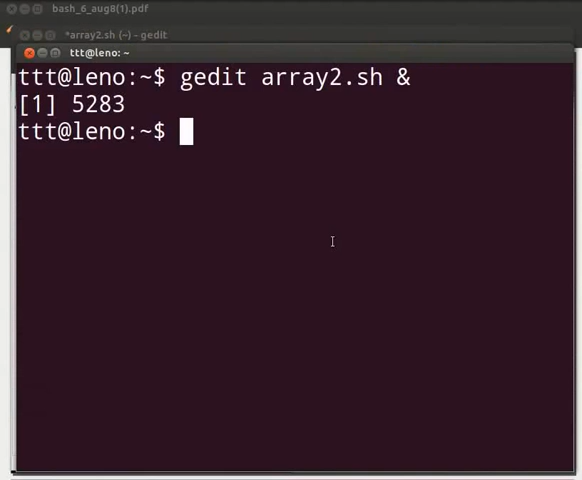 bash_6_aug8(1).pdf
*array2.sh (~) - gedit
ttt@leno: ~
ttt@leno:~$ gedit array2.sh &
[1] 5283
ttt@leno:~$